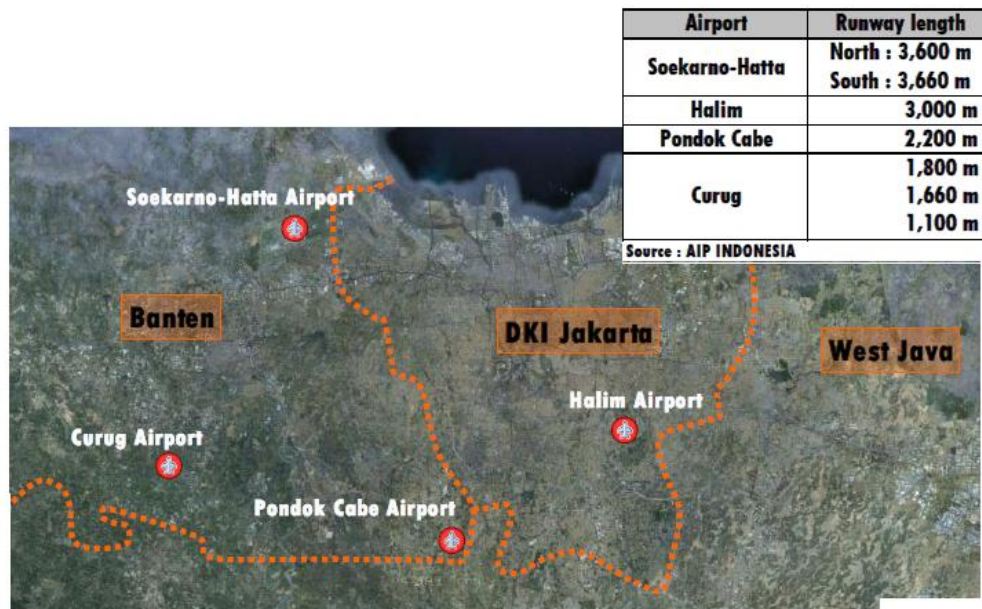 Airport Runway length
Soekarno-Hatta
North : 3,600 m
South : 3,660 m
Halim 3,000 m
Pondok Cabe 2,200 m
Curug
1,800 m
1,660 m
1,100 m
Source : AIP INDONESIA
Soekarno-Hatta Airport
Banten
DKI Jakarta
West Java
Halim Airport
Curug Airport
Pondok Cabe Airport